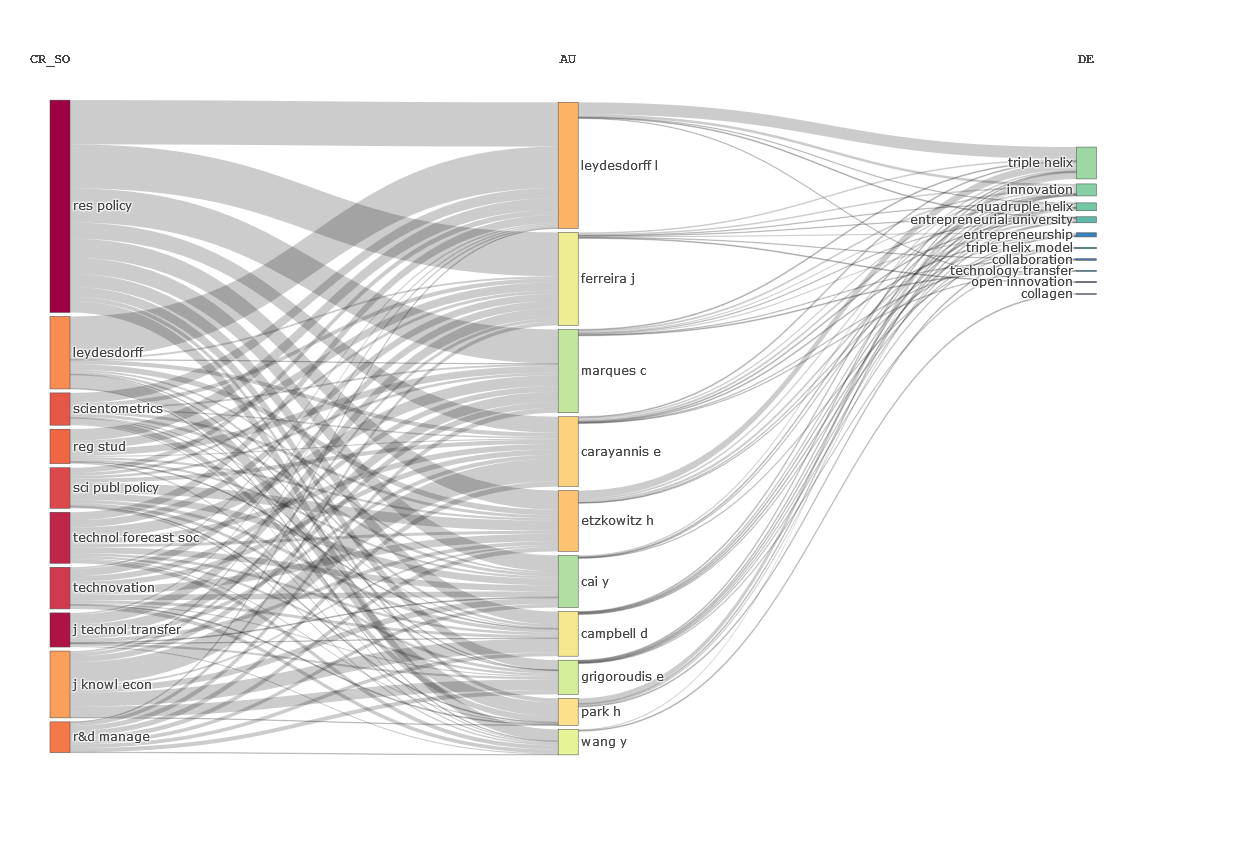 CR_SO
AU
DE
res policy
leydesdorff
scientometrics
reg stud
sci publ policy
technol forecast soc
technovation
j technol transfer
j knowl econ
r&d manage
leydesdorff l
ferreira j
marques c
carayannis e
etzkowitz h
cai y
campbell d
grigoroudis e
park h
wang y
triple helix
innovation
quadruple helix
entrepreneurial university
entrepreneurship
triple helix model
collaboration
technology transfer
open innovation
collagen